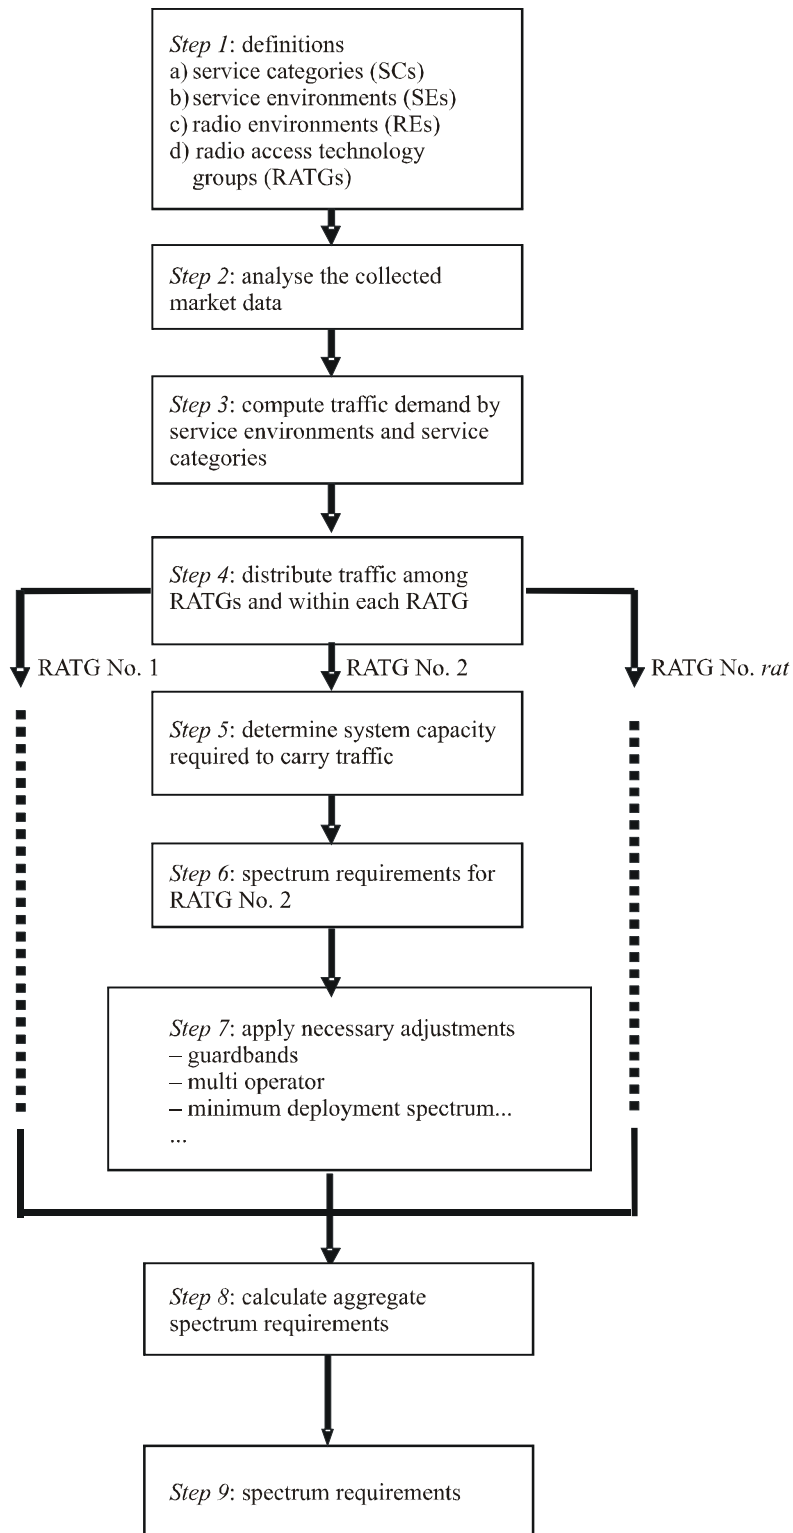 Step 1: definitions
a) service categories (SCs)
b) service environments (SEs)
c) radio environments (REs)
d) radio access technology
groups (RATGs)
Step 2: analyse the collected
market data
Step 3: compute traffic demand by
service environments and service
categories
Step 4: distribute traffic among
RATGs and within each RATG
RATG No. 1
RATG No. 2
RATG No. rat
Step 5: determine system capacity
required to carry traffic
Step 6: spectrum requirements for
RATG No. 2
Step 7: apply necessary adjustments
– guardbands
– multi operator
– minimum deployment spectrum...
...
Step 8: calculate aggregate
spectrum requirements
Step 9: spectrum requirements